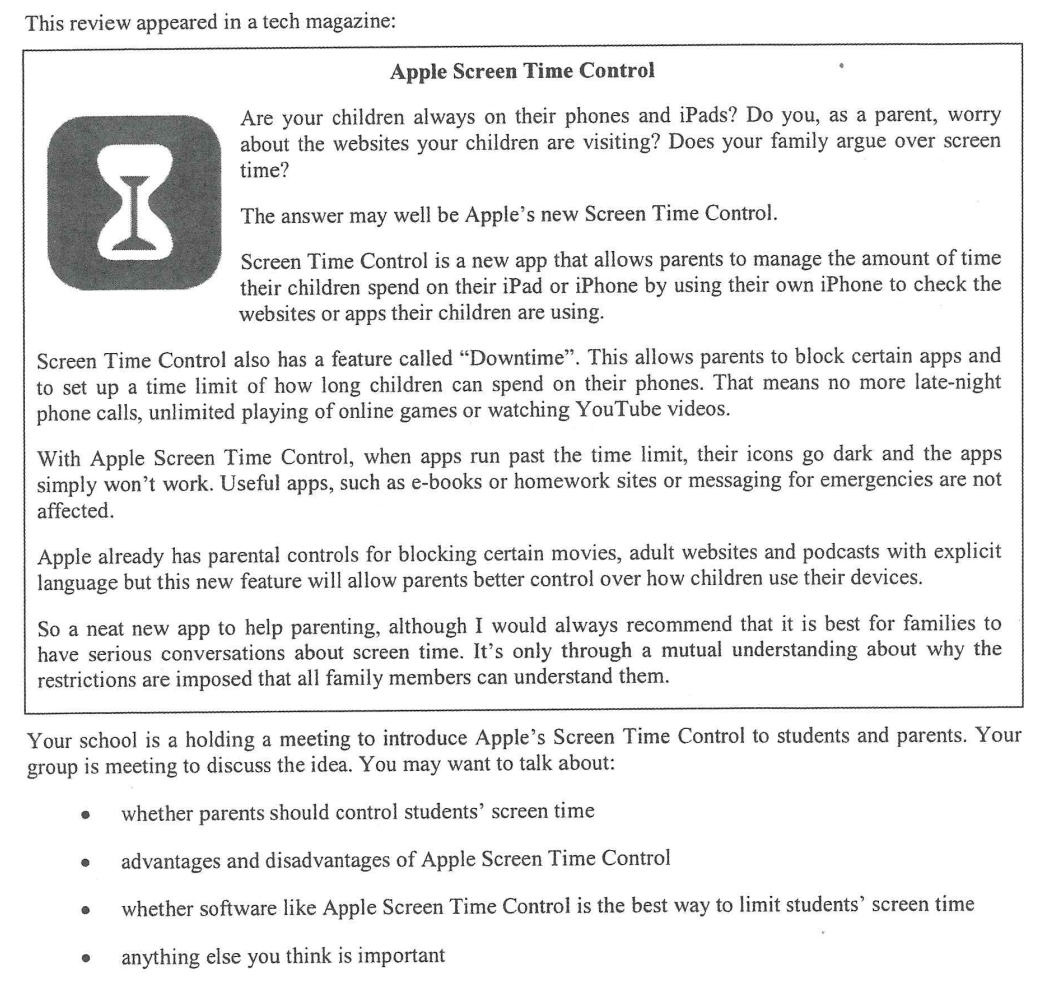 This review appeared in a tech magazine:
Apple Screen Time Control
Are your children always on their phones and iPads? Do you, as a parent, worry
about the websites your children are visiting? Does your family argue over screen
time?
The answer may well be Apple's new Screen Time Control.
Screen Time Control is a new app that allows parents to manage the amount of time
their children spend on their iPad or iPhone by using their own iPhone to check the
websites or apps their children are using.
Screen Time Control also has a feature called “Downtime”. This allows parents to block certain apps and
to set up a time limit of how long children can spend on their phones. That means no more late-night
phone calls, unlimited playing of online games or watching YouTube videos.
With Apple Screen Time Control, when apps run past the time limit, their icons go dark and the apps
simply won't work. Useful apps, such as e-books or homework sites or messaging for emergencies are not
affected.
Apple already has parental controls for blocking certain movies, adult websites and podcasts with explicit
language but this new feature will allow parents better control over how children use their devices.
So a neat new app to help parenting, although I would always recommend that it is best for families to
have serious conversations about screen time. It's only through a mutual understanding about why the
restrictions are imposed that all family members can understand them.
Your school is a holding a meeting to introduce Apple's Screen Time Control to students and parents. Your
group is meeting to discuss the idea. You may want to talk about:
• whether parents should control students' screen time
• advantages and disadvantages of Apple Screen Time Control
• whether software like Apple Screen Time Control is the best way to limit students' screen time
• anything else you think is important